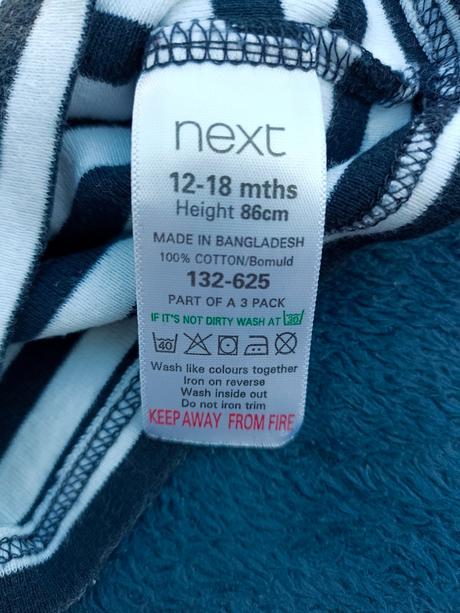 next
12-18 mths
Height 86cm
MADE IN BANGLADESH
100% COTTON/Bomuld
132-625
PART OF A 3 PACK
IF IT'S NOT DIRTY WASH AT 30
40
Wash like colours together
Iron on reverse
Wash inside out
Do not iron trim
KEEP AWAY FROM FIRE